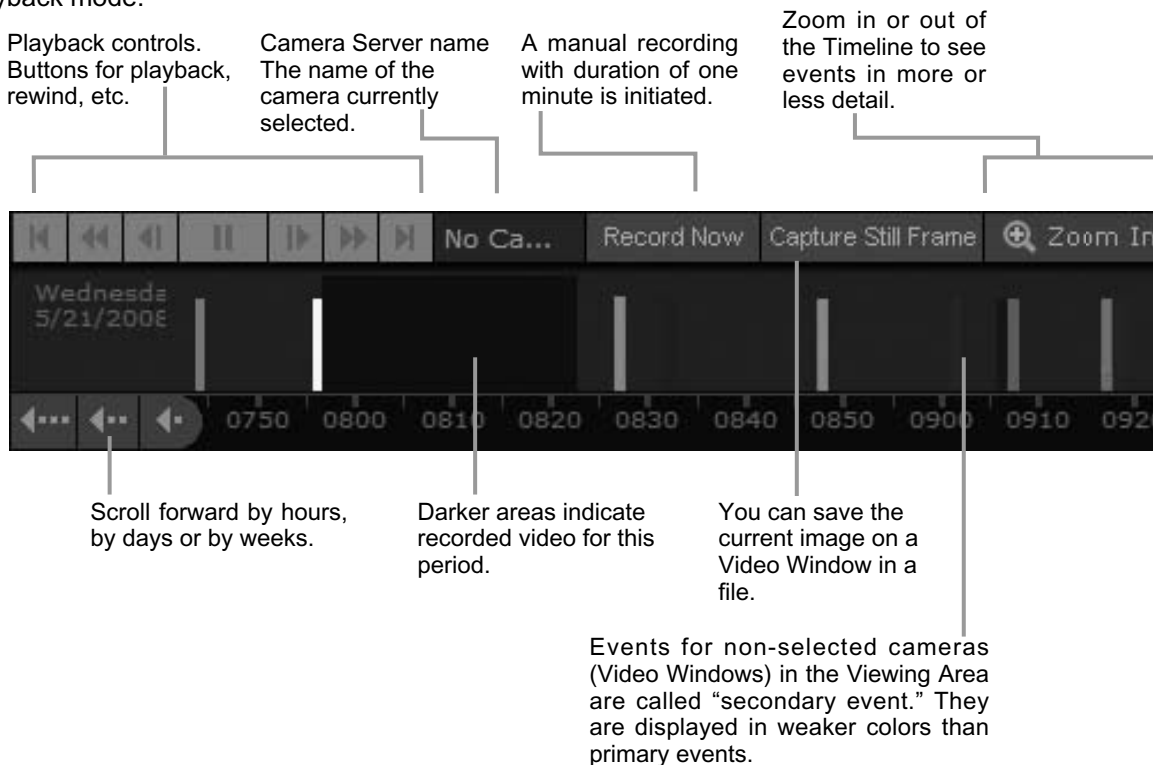 yback mode.
Zoom in or out of
the Timeline to see
events in more or
less detail.
Playback controls.
Buttons for playback,
rewind, etc.
Camera Server name
The name of the
camera currently
selected.
A manual recording
with duration of one
minute is initiated.
No Ca...
Record Now
Capture Still Frame
Zoom In
Wednesda
5/21/2008
0750 0800 0810 0820 0830 0840 0850 0900 0910 0920
Scroll forward by hours,
by days or by weeks.
Darker areas indicate
recorded video for this
period.
You can save the
current image on a
Video Window in a
file.
Events for non-selected cameras
(Video Windows) in the Viewing Area
are called “secondary event.” They
are displayed in weaker colors than
primary events.